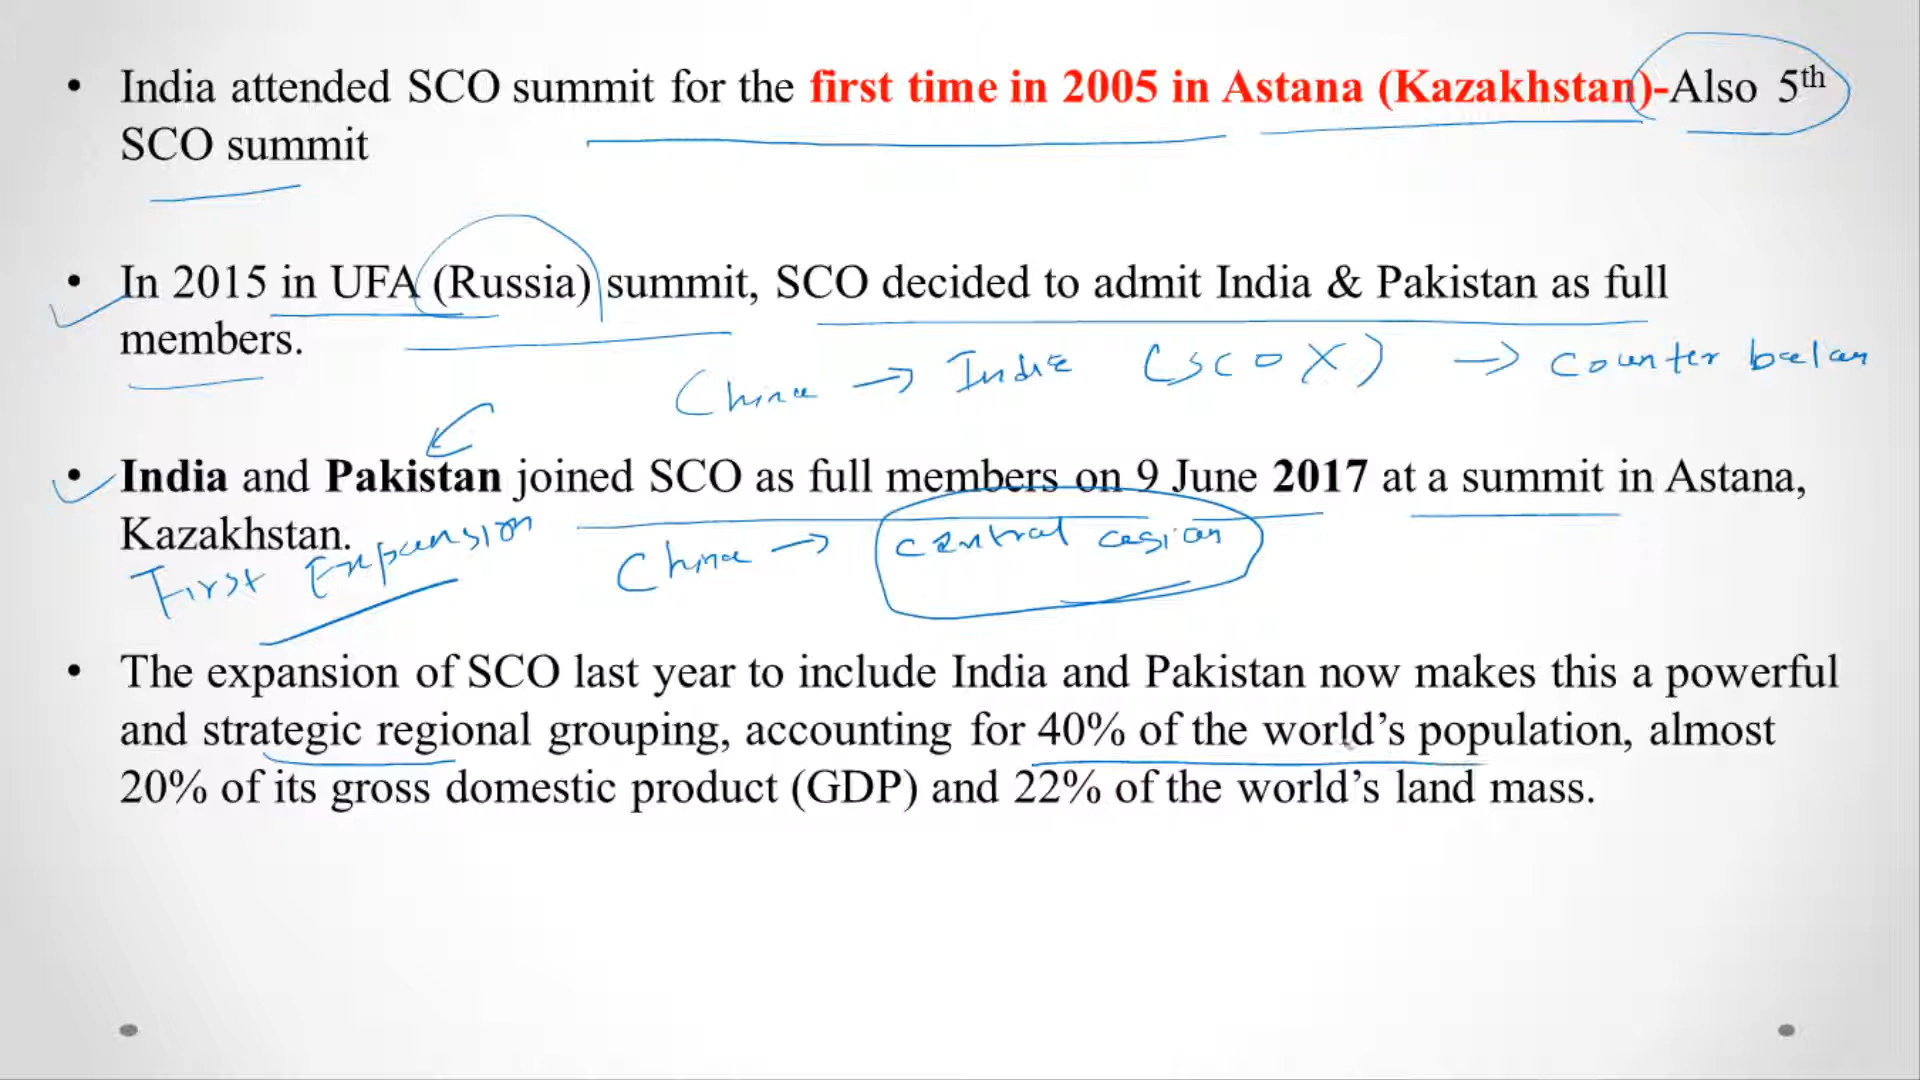 • India attended SCO summit for the first time in 2005 in Astana (Kazakhstan)-Also 5th
SCO summit
• In 2015 in UFA (Russia) summit, SCO decided to admit India & Pakistan as full
members.
China → India (SCO X) → Counter balan
• India and Pakistan joined SCO as full members on 9 June 2017 at a summit in Astana,
Kazakhstan.
First Expansion
China → central asian
• The expansion of SCO last year to include India and Pakistan now makes this a powerful
and strategic regional grouping, accounting for 40% of the world’s population, almost
20% of its gross domestic product (GDP) and 22% of the world’s land mass.